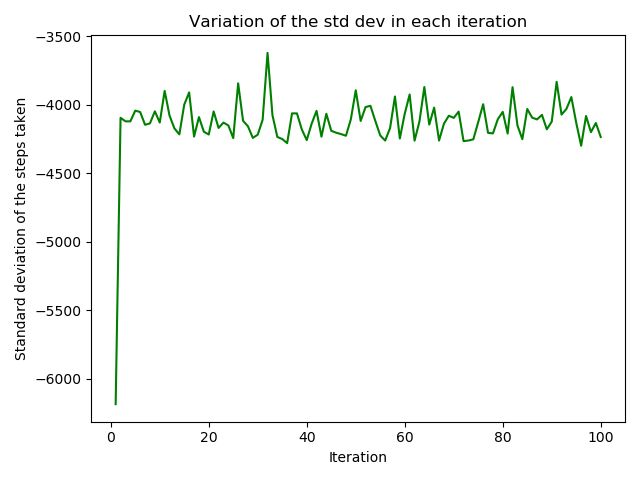 Variation of the std dev in each iteration
−3500
−4000
−4500
−5000
−5500
−6000
Standard deviation of the steps taken
0 20 40 60 80 100
Iteration